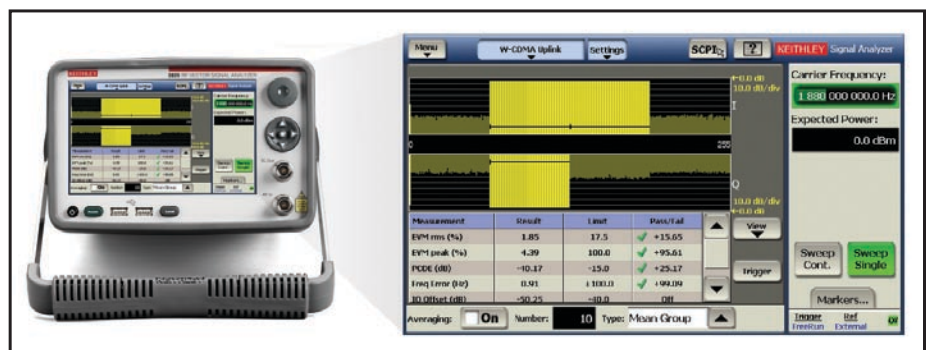 KEITHLEY
Menu
W-CDMA Uplink
Settings
SCPI
?
KEITHLEY Signal Analyzer
Carrier Frequency:
1.880 000 000.0 Hz
Expected Power:
0.0 dBm
+0.0 dB
10.0 dB/div
I
0
255
Q
10.0 dB/div
+0.0 dB
Measurement Result Limit Pass/Fail
EVM rms (%) 1.85 17.5 +15.65
EVM peak (%) 4.39 100.0 +95.61
PCDE (dB) -40.17 -15.0 +25.17
Freq Error (Hz) 0.91 ±100.0 +99.09
IQ Offset (dB) -50.25 -40.0 Off
View
Trigger
Sweep Cont.
Sweep Single
Markers...
Averaging: On Number: 10 Type: Mean Group
Trigger Ref
FreeRun External